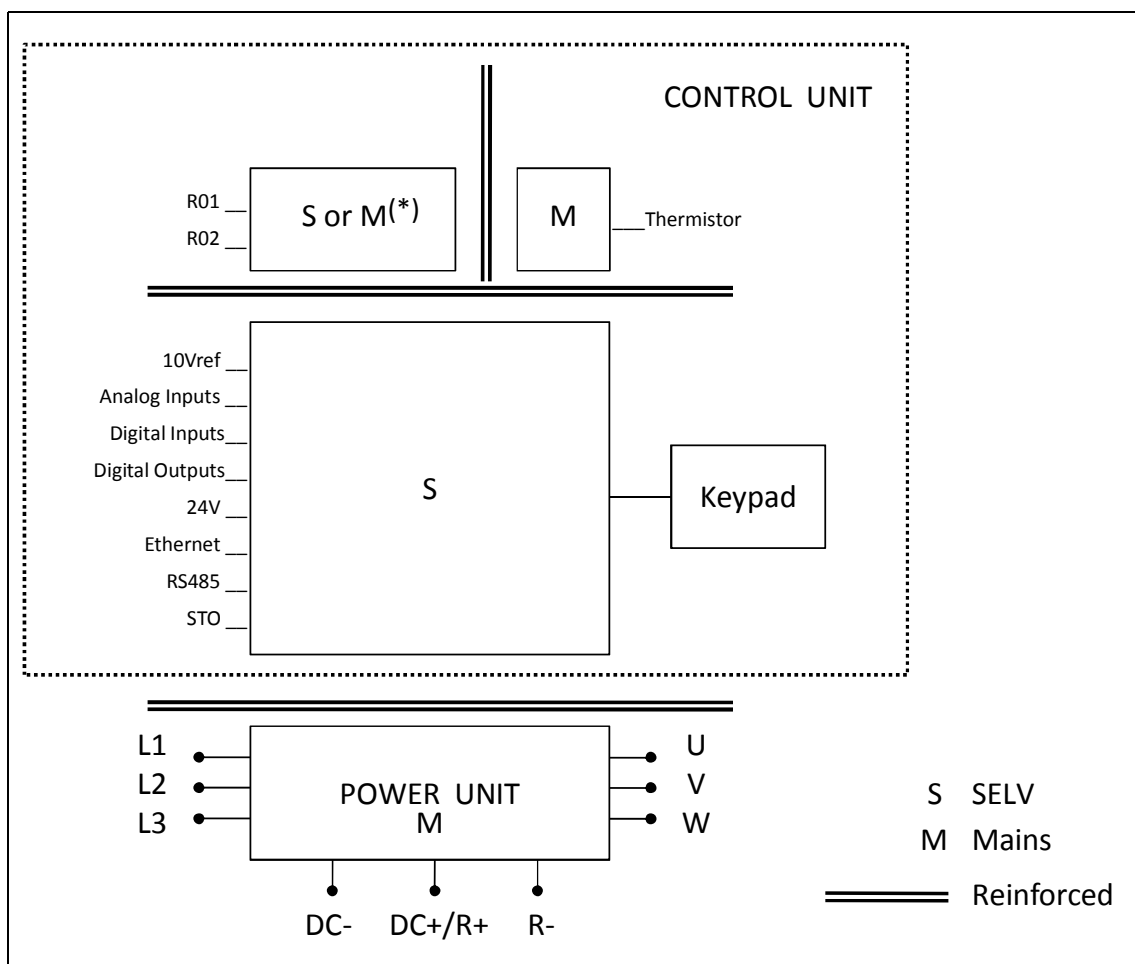 CONTROL UNIT
R01
R02
S or M(*)
M
Thermistor
10Vref
Analog Inputs
Digital Inputs
Digital Outputs
24V
Ethernet
RS485
STO
S
Keypad
L1
L2
L3
POWER UNIT
M
U
V
W
DC-
DC+/R+
R-
S SELV
M Mains
Reinforced